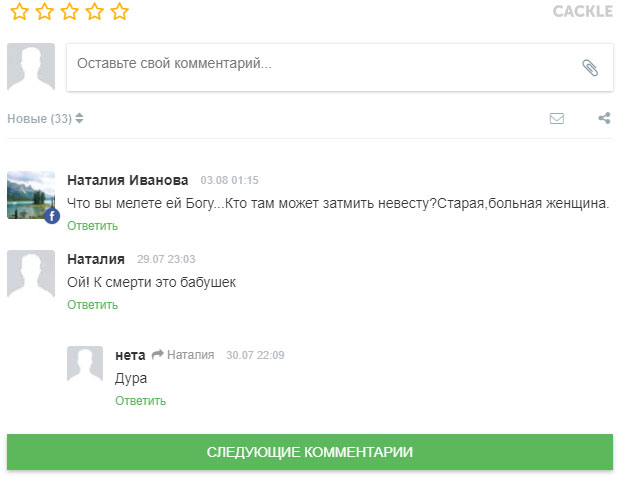 CACKLE
Оставьте свой комментарий...
Новые (33)
Наталия Иванова 03.08 01:15
Что вы мелете ей Богу...Кто там может затмить невесту?Старая,больная женщина.
Ответить
Наталия 29.07 23:03
Ой! К смерти это бабушек
Ответить
нета Наталия 30.07 22:09
Дура
Ответить
СЛЕДУЮЩИЕ КОММЕНТАРИИ